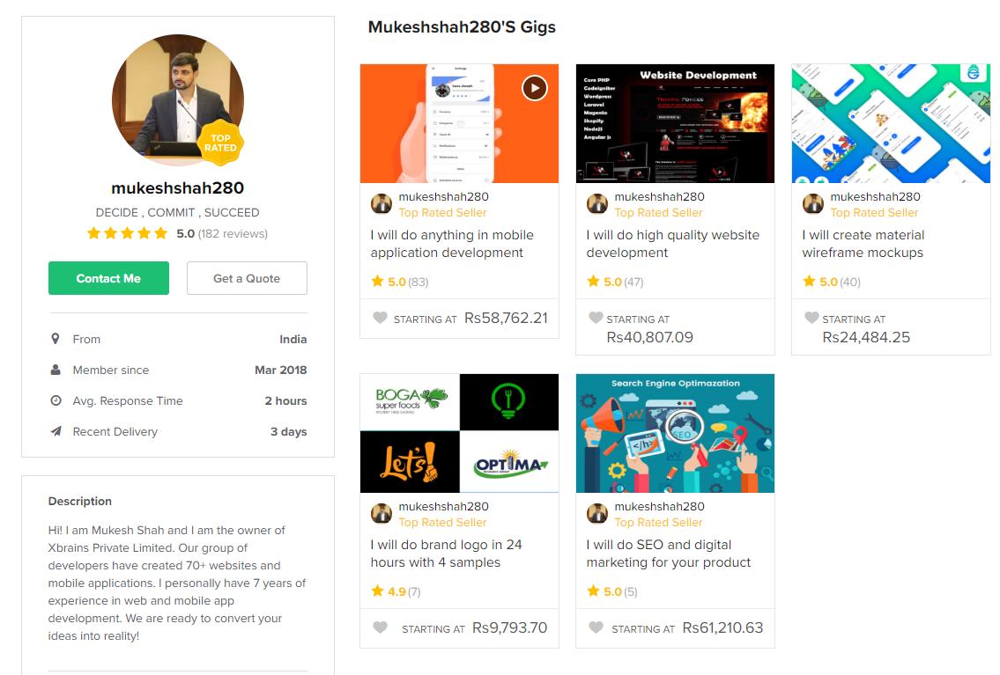 TOP
RATED
mukeshshah280
DECIDE , COMMIT , SUCCEED
5.0 (182 reviews)
Contact Me
Get a Quote
From India
Member since Mar 2018
Avg. Response Time 2 hours
Recent Delivery 3 days
Description
Hi! I am Mukesh Shah and I am the owner of
Xbrains Private Limited. Our group of
developers have created 70+ websites and
mobile applications. I personally have 7 years of
experience in web and mobile app
development. We are ready to convert your
ideas into reality!
Mukeshshah280'S Gigs
Settings
mukeshshah280
Top Rated Seller
I will do anything in mobile
application development
5.0 (83)
STARTING AT Rs58,762.21
Website Development
Core PHP
Codeigniter
Wordpress
Laravel
Magento
Shopify
NodeJS
Angular js
TRAFFIC FORCES
mukeshshah280
Top Rated Seller
I will do high quality website
development
5.0 (47)
STARTING AT
Rs40,807.09
mukeshshah280
Top Rated Seller
I will create material
wireframe mockups
5.0 (40)
STARTING AT
Rs24,484.25
BOGA
super foods
WORRY FREE EATING
LET'S!
OPTIMA
RESOURCE GROUP
mukeshshah280
Top Rated Seller
I will do brand logo in 24
hours with 4 samples
4.9 (7)
STARTING AT Rs9,793.70
Search Engine Optimazation
SEO
</h>
mukeshshah280
Top Rated Seller
I will do SEO and digital
marketing for your product
5.0 (5)
STARTING AT Rs61,210.63